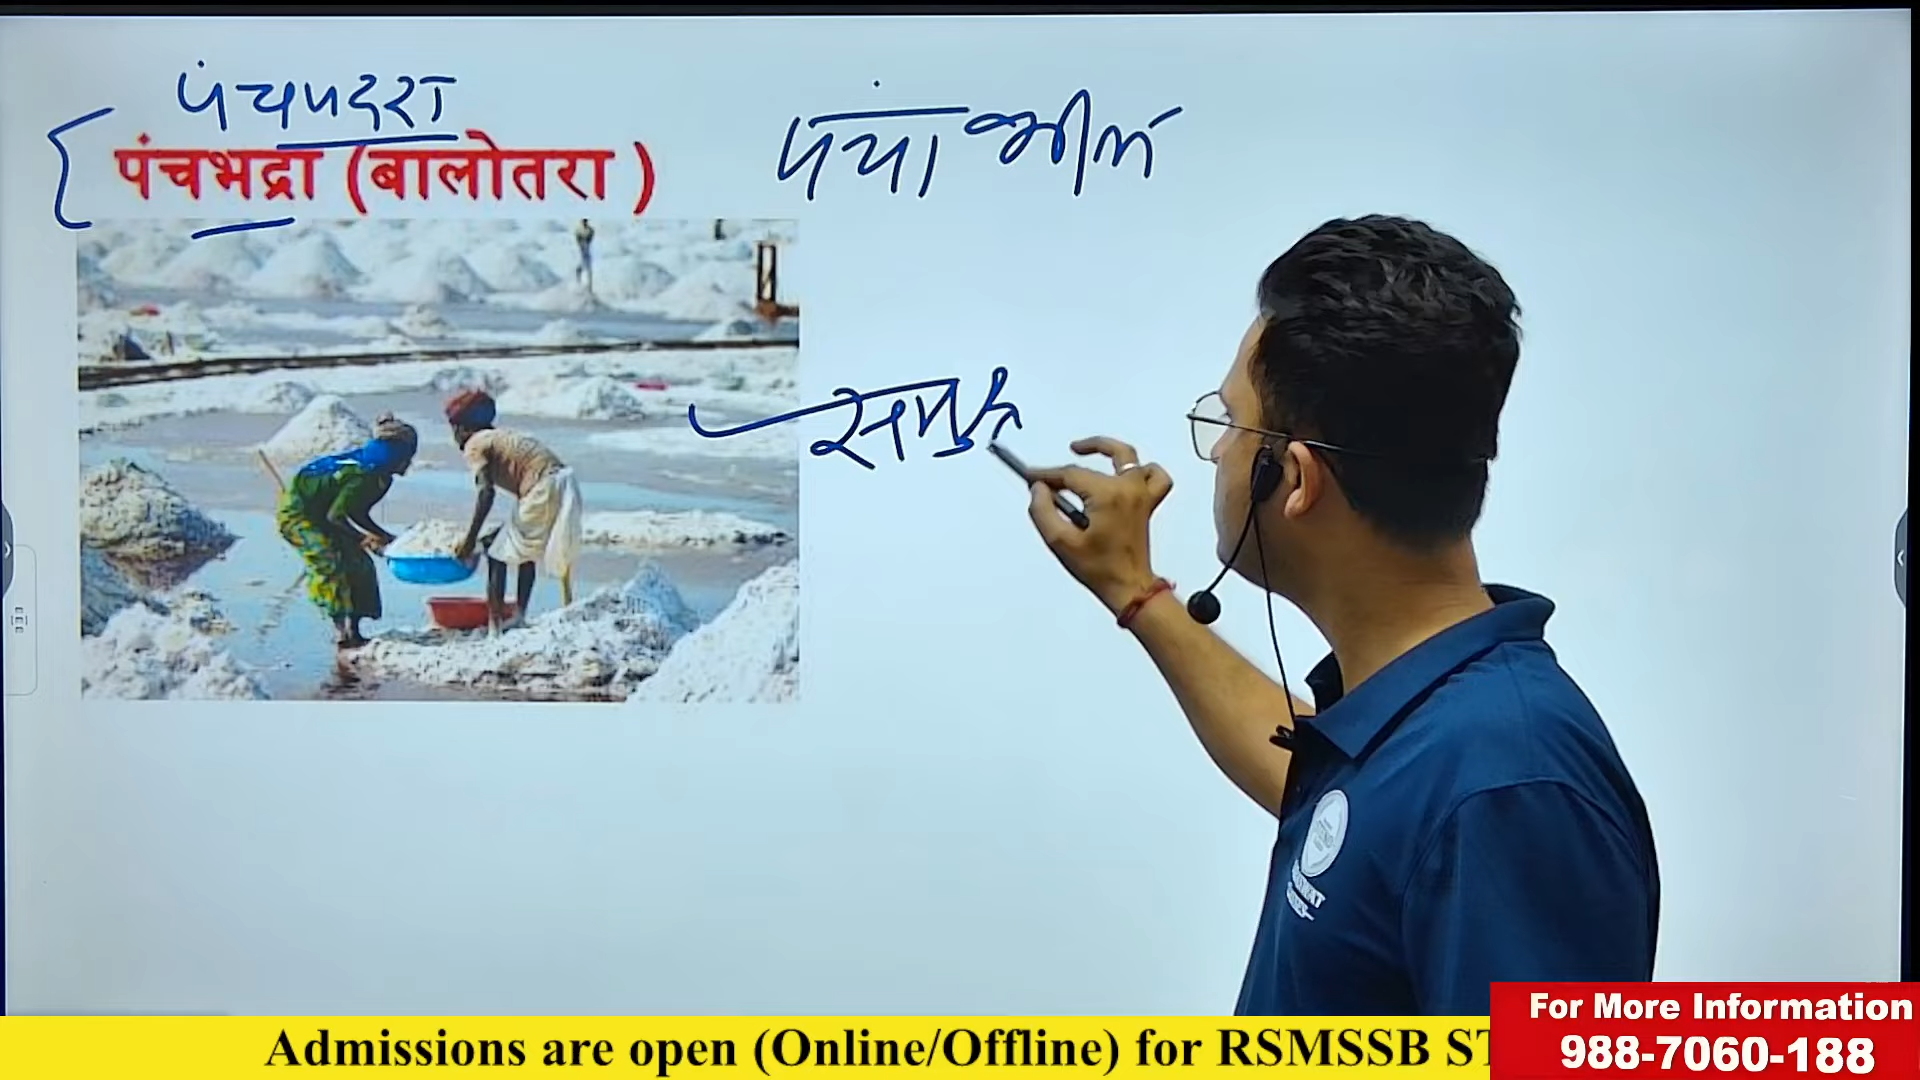 पंचपदरा
पंचभद्रा (बालोतरा )
पंचा भील
समु
Admissions are open (Online/Offline) for RSMSSB ST
For More Information
988-7060-188